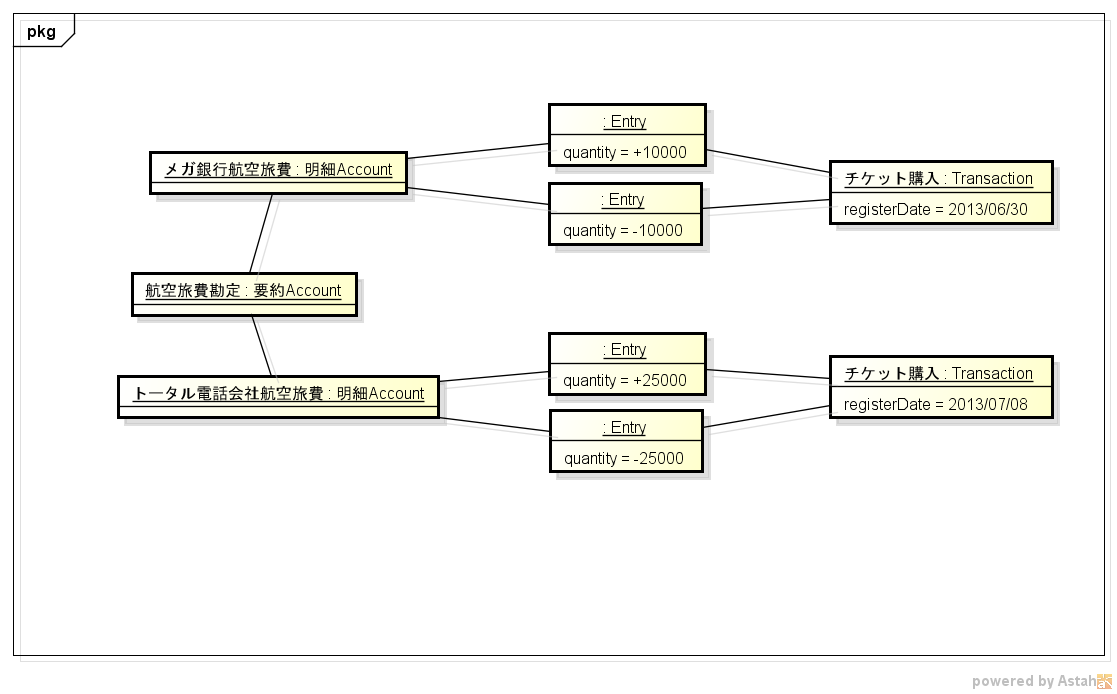 pkg
: Entry
quantity = +10000
メガ銀行航空旅費 : 明細Account
チケット購入 : Transaction
registerDate = 2013/06/30
: Entry
quantity = -10000
航空旅費勘定 : 要約Account
: Entry
quantity = +25000
トータル電話会社航空旅費 : 明細Account
チケット購入 : Transaction
registerDate = 2013/07/08
: Entry
quantity = -25000
powered by Astah